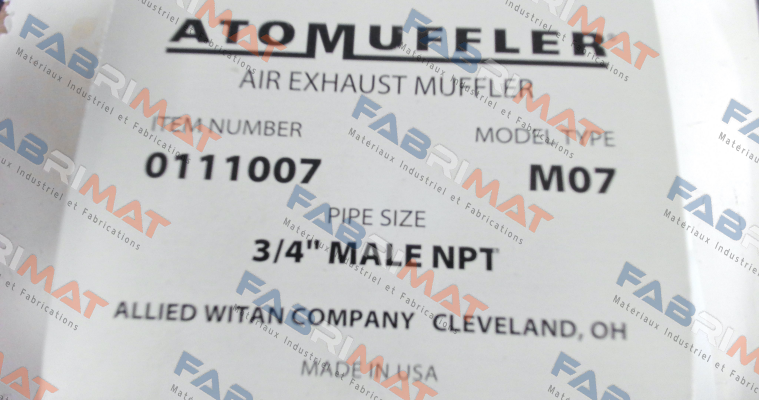 ATOMUFFLER®
AIR EXHAUST MUFFLER
ITEM NUMBER MODEL TYPE
0111007 M07
PIPE SIZE
3/4" MALE NPT
ALLIED WITAN COMPANY CLEVELAND, OH
MADE IN USA
FABRIMAT
Matériaux Industriel et Fabrications